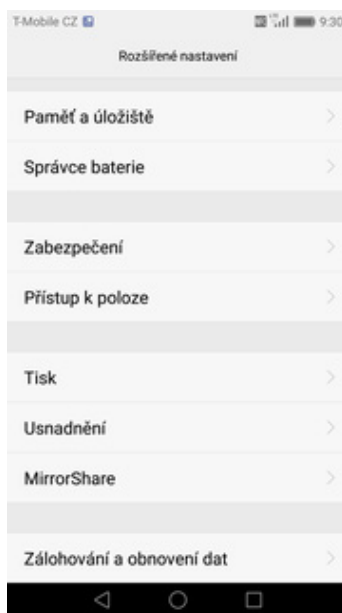 T-Mobile CZ 9:30
Rozšířené nastavení
Paměť a úložiště
Správce baterie
Zabezpečení
Přístup k poloze
Tisk
Usnadnění
MirrorShare
Zálohování a obnovení dat